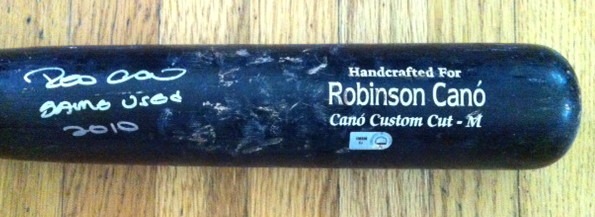 Handcrafted For
Robinson Canó
Canó Custom Cut - M
GAME USED
2010